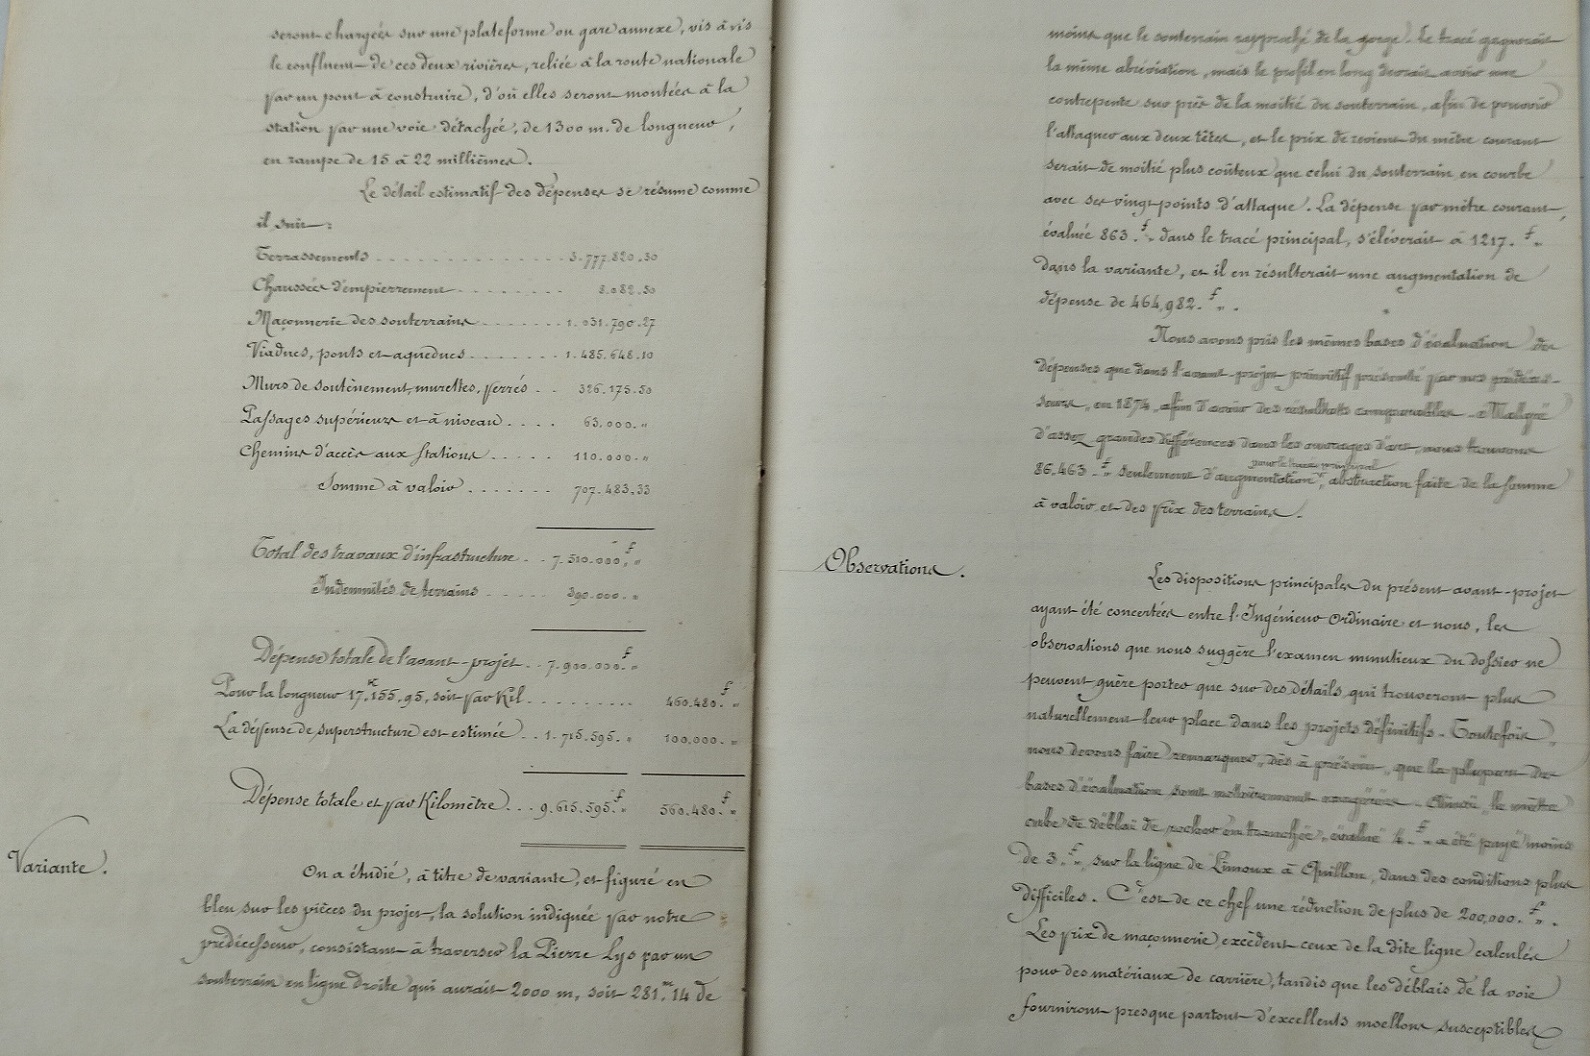 seront chargées sur une plateforme ou gare annexe, vis à vis
le confluent de ces deux rivières, reliée à la route nationale
par un pont à construire, d'où elles seront montées à la
station par une voie détachée, de 1300 m. de longueur,
en rampe de 15 à 22 millièmes.
Le détail estimatif des dépenses se résume comme
il suit:
Terrassements . . . . . . . . . . . . . . 3.777.820.30
Chaussées d'empierrement . . . . . . . . 8.082.50
Maçonnerie des souterrains . . . . . . . 1.031.790.27
Viaducs, ponts et aqueducs . . . . . . . 1.485.648.10
Murs de soutènement, murettes, perrés . . 326.175.50
Passages supérieurs et à niveau . . . . 63.000. "
Chemins d'accès aux stations . . . . . 110.000. "
Somme à valoir . . . . . . . 707.483.33
Total des travaux d'infrastructure . . 7.510.000.f "
Indemnités de terrains . . . . . . 390.000. "
Dépense totale de l'avant-projet . . 7.900.000.f "
Pour la longueur 17.K155.95, soit par Kil . . . . . . . . . 460.480.f "
La dépense de superstructure est estimée . . 1.715.595. " 100.000. "
Dépense totale et par Kilomètre . . . 9.615.595.f " 560.480.f "
Variante.
On a étudié, à titre de variante, et figuré en
bleu sur les pièces du projet, la solution indiquée par notre
prédécesseur, consistant à traverser la Pierre Lys par un
souterrain en ligne droite qui aurait 2000 m, soit 281.m14 de
moins que le souterrain rapproché de la gorge. Le tracé gagnerait
la même abréviation, mais le profil en long devrait avoir une
contrepente sur près de la moitié du souterrain, afin de pouvoir
l'attaquer aux deux têtes, et le prix de revient du mètre courant
serait de moitié plus coûteux que celui du souterrain en courbe
avec ses vingt points d'attaque. La dépense par mètre courant,
évaluée 863.f " dans le tracé principal, s'élèverait à 1217.f "
dans la variante, et il en résulterait une augmentation de
dépense de 464,982.f ".
Nous avons pris les mêmes bases d'évaluation des
dépenses que dans l'avant-projet primitif présenté par nos prédéces-
seurs, en 1874, afin d'avoir des résultats comparables. Malgré
d'assez grandes différences dans les ouvrages d'art, nous trouvons
pour le tracé principal
86.463.f " seulement d'augmentation, abstraction faite de la somme
à valoir et des prix des terrains.
Observations.
Les dispositions principales du présent avant-projet
ayant été concertées entre l'Ingénieur Ordinaire et nous, les
observations que nous suggère l'examen minutieux du dossier ne
peuvent guère porter que sur des détails qui trouveront plus
naturellement leur place dans les projets définitifs. Toutefois,
nous devons faire remarquer, dès à présent, que la plupart des
bases d'évaluation sont notoirement exagérées. Ainsi, le mètre
cube de déblai de rocher en tranchée, évalué 4.f " a été payé moins
de 3.f ", sur la ligne de Limoux à Quillan, dans des conditions plus
difficiles. C'est de ce chef une réduction de plus de 200,000.f ".
Les prix de maçonnerie excèdent ceux de la dite ligne calculés
pour des matériaux de carrière, tandis que les déblais de la voie
fourniront presque partout d'excellents moellons susceptibles